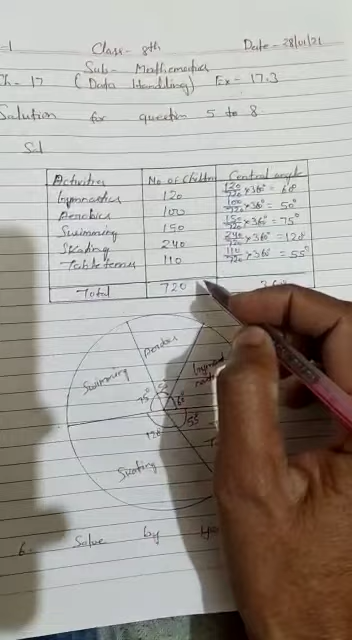 Class- 8th Date- 28/01/21
Sub- Mathematics
Ch- 17 (Data Handling) Ex- 17.3
Solution for question 5 to 8
Sol
Activities No of Children Central angle
Gymnastics 120 120/720 × 360° = 60°
Aerobics 100 100/720 × 360° = 50°
Swimming 150 150/720 × 360° = 75°
Skating 240 240/720 × 360° = 120°
Table tennis 110 110/720 × 360° = 55°
Total 720
Aerobics
Swimming
75° 50° 60°
55°
120°
Skating
6. Solve by